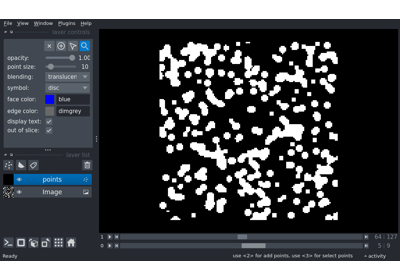 File View Window Plugins Help
layer controls
opacity: 1.00
point size: 10
blending: translucen
symbol: disc
face color: blue
edge color: dimgrey
display text:
out of slice:
layer list
points
Image
1 64 127
0 5 9
Ready use <2> for add points, use <3> for select points activity